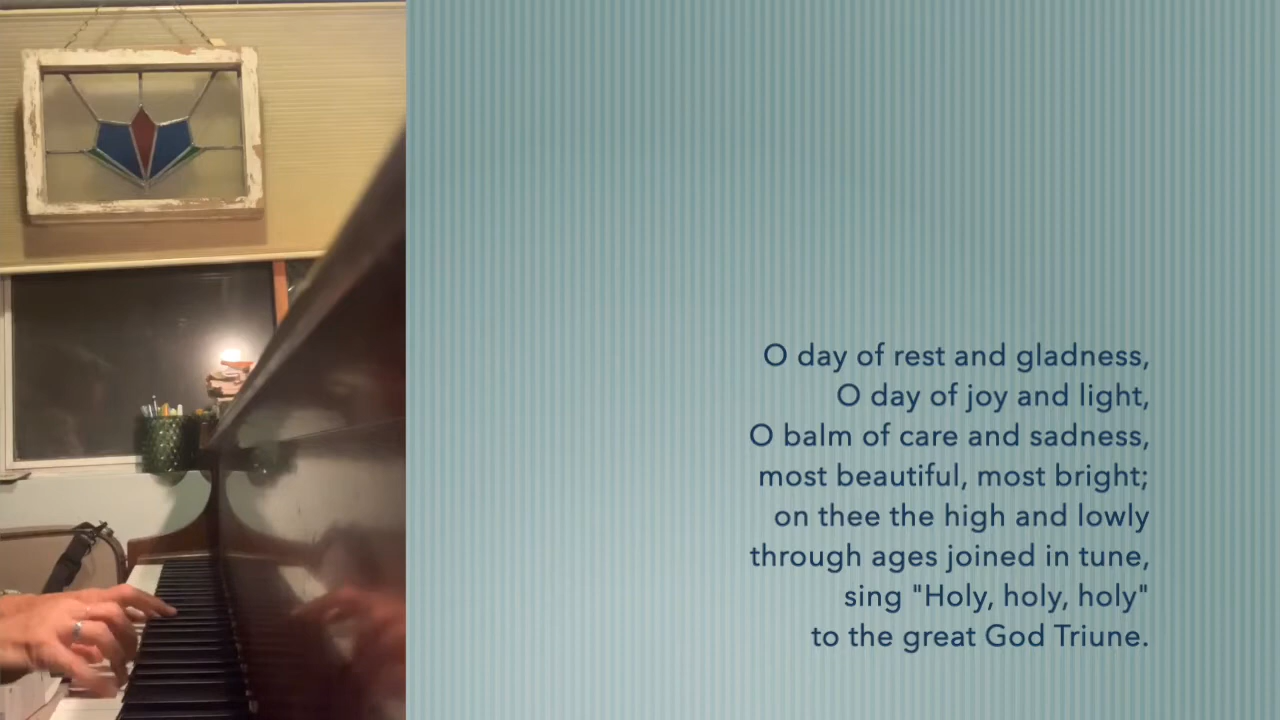 O day of rest and gladness,
O day of joy and light,
O balm of care and sadness,
most beautiful, most bright;
on thee the high and lowly
through ages joined in tune,
sing "Holy, holy, holy"
to the great God Triune.